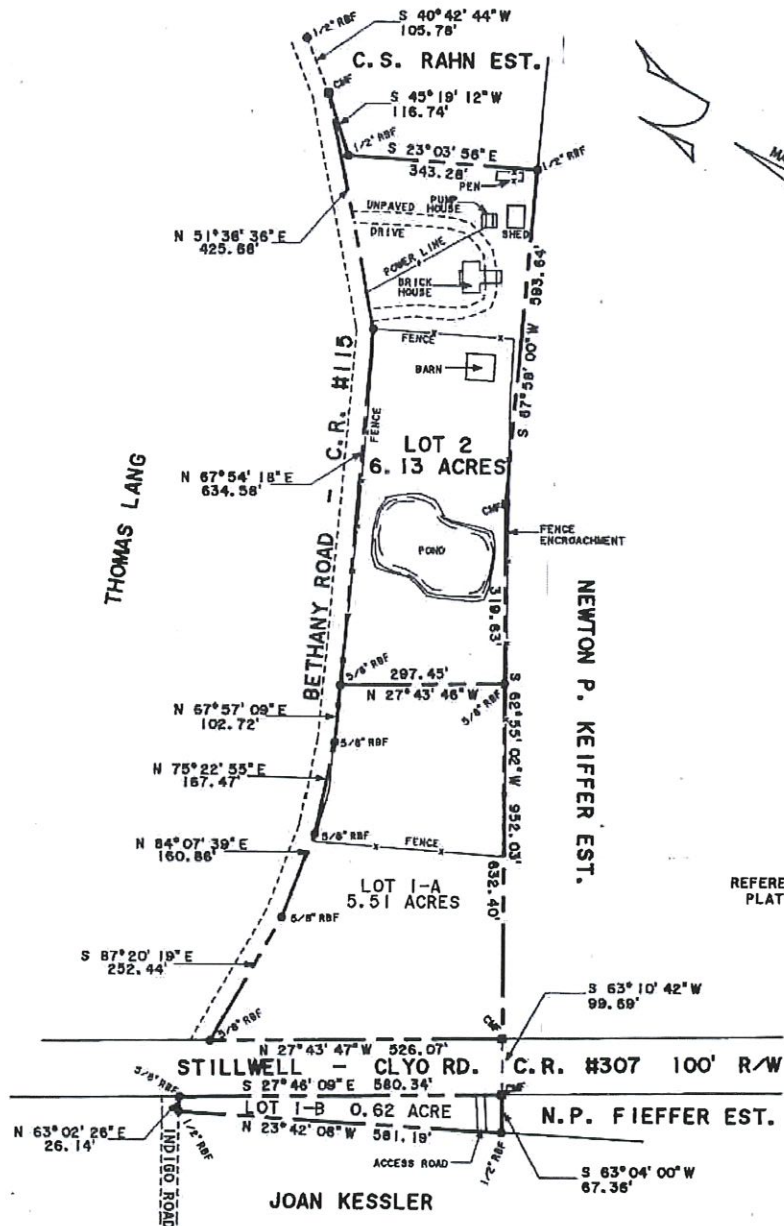 1/2" RBF
S 40°42'44"W
105.78'
C.S. RAHN EST.
CMF
S 45°19'12"W
116.74'
1/2" RBF
S 23°03'56"E
343.28'
1/2" RBF
PEN
N 51°36'36"E
425.66'
UNPAVED
DRIVE
PUMP
HOUSE
SHED
POWER LINE
BRICK
HOUSE
S 67°58'00"W 593.64'
FENCE
BARN
FENCE
LOT 2
6.13 ACRES
N 67°54'18"E
634.58'
THOMAS LANG
BETHANY ROAD - C.R. #115
CMF
FENCE
ENCROACHMENT
POND
319.63'
NEWTON P. KEIFFER EST.
5/8" RBF
297.45'
N 27°43'46"W
5/8" RBF
S 62°55'02"W 952.03'
N 67°57'09"E
102.72'
5/8" RBF
N 75°22'55"E
167.47'
5/8" RBF
FENCE
N 84°07'39"E
160.86'
632.40'
LOT 1-A
5.51 ACRES
REFERE
PLAT
5/8" RBF
S 87°20'19"E
252.44'
S 63°10'42"W
99.69'
5/8" RBF
CMF
N 27°43'47"W 526.07'
STILLWELL - CLYO RD. C.R. #307 100' R/W
5/8" RBF
S 27°46'09"E 580.34'
CMF
LOT 1-B 0.62 ACRE
N.P. FIEFFER EST.
N 63°02'26"E
26.14'
1/2" RBF
N 23°42'08"W 581.19'
ACCESS ROAD
1/2" RBF
S 63°04'00"W
67.36'
INDIGO ROAD
JOAN KESSLER